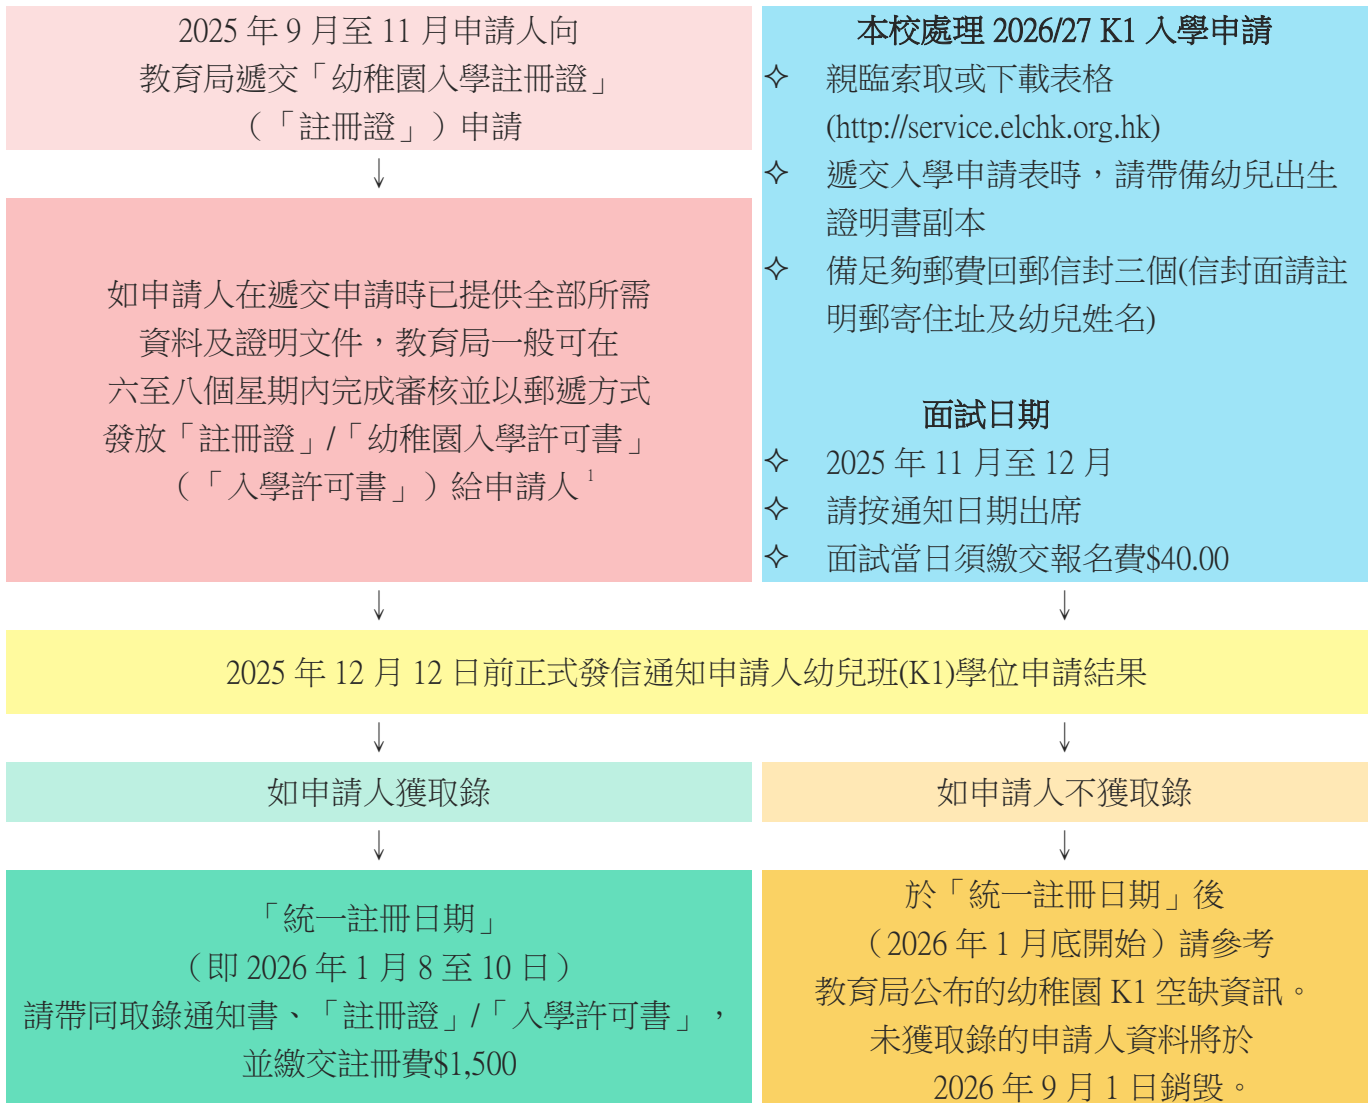 2025 年 9 月至 11 月申請人向
教育局遞交「幼稚園入學註冊證」
（「註冊證」）申請
↓
如申請人在遞交申請時已提供全部所需
資料及證明文件，教育局一般可在
六至八個星期內完成審核並以郵遞方式
發放「註冊證」/「幼稚園入學許可書」
（「入學許可書」）給申請人 1
↓
本校處理 2026/27 K1 入學申請
✧ 親臨索取或下載表格
(http://service.elchk.org.hk)
✧ 遞交入學申請表時，請帶備幼兒出生
證明書副本
✧ 備足夠郵費回郵信封三個(信封面請註
明郵寄住址及幼兒姓名)
面試日期
✧ 2025 年 11 月至 12 月
✧ 請按通知日期出席
✧ 面試當日須繳交報名費$40.00
↓
2025 年 12 月 12 日前正式發信通知申請人幼兒班(K1)學位申請結果
↓
如申請人獲取錄
↓
「統一註冊日期」
（即 2026 年 1 月 8 至 10 日）
請帶同取錄通知書、「註冊證」/「入學許可書」，
並繳交註冊費$1,500
↓
如申請人不獲取錄
↓
於「統一註冊日期」後
（2026 年 1 月底開始）請參考
教育局公布的幼稚園 K1 空缺資訊。
未獲取錄的申請人資料將於
2026 年 9 月 1 日銷毀。